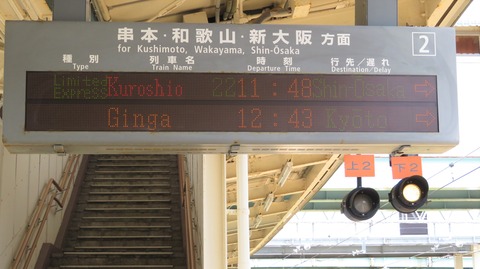 串本・和歌山・新大阪 方面
for Kushimoto, Wakayama, Shin-Osaka
2
種別 列車名 時刻 行先/遅れ
Type Train Name Departure Time Destination/Delay
Limited Express Kuroshio 22 11:48 Shin-Osaka ⇨
Ginga 12:43 Kyoto ⇨
上2 下2